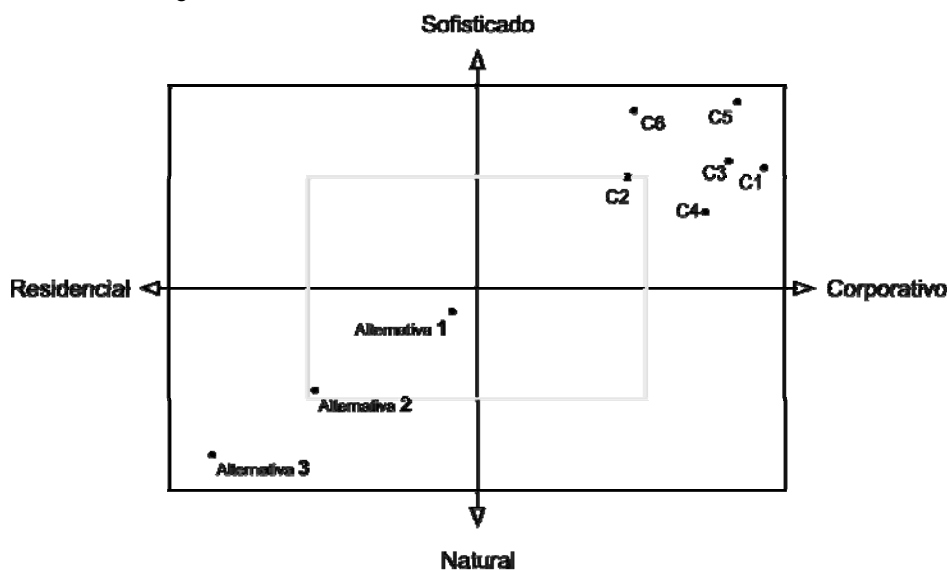 Sofisticado
C6
C5
C3
C1
C2
C4
Residencial
Corporativo
Alternativa 1
Alternativa 2
Alternativa 3
Natural